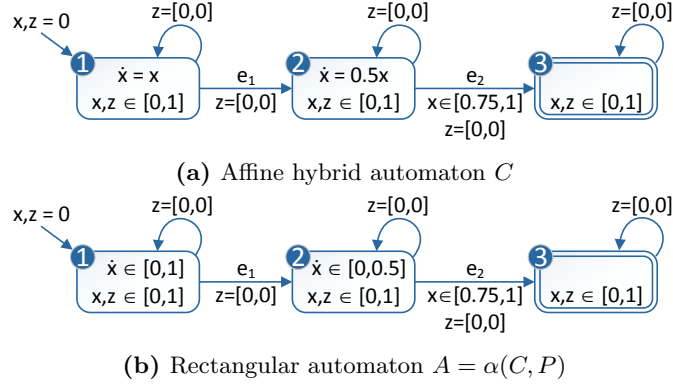 x,z = 0
z=[0,0]
z=[0,0]
z=[0,0]
1
ẋ = x
x,z ∈ [0,1]
e₁
z=[0,0]
2
ẋ = 0.5x
x,z ∈ [0,1]
e₂
x∈[0.75,1]
z=[0,0]
3
x,z ∈ [0,1]
(a) Affine hybrid automaton C
x,z = 0
z=[0,0]
z=[0,0]
z=[0,0]
1
ẋ ∈ [0,1]
x,z ∈ [0,1]
e₁
z=[0,0]
2
ẋ ∈ [0,0.5]
x,z ∈ [0,1]
e₂
x∈[0.75,1]
z=[0,0]
3
x,z ∈ [0,1]
(b) Rectangular automaton A = α(C, P)